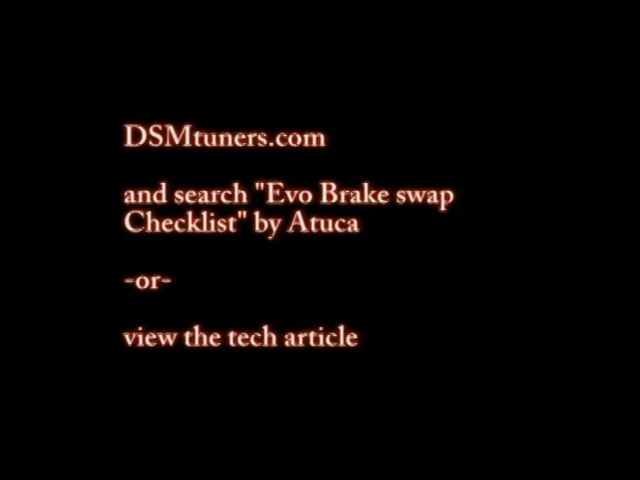 DSMtuners.com
and search "Evo Brake swap
Checklist" by Atuca
-or-
view the tech article